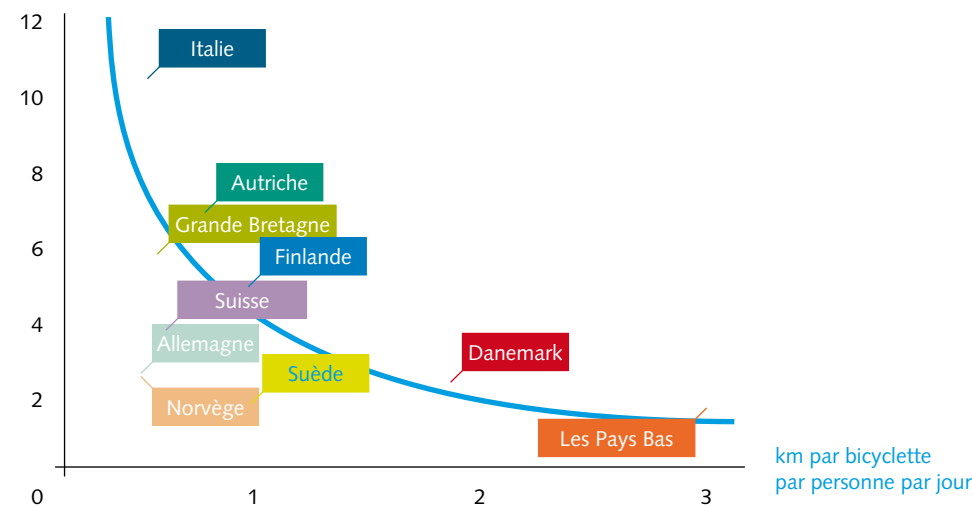 12
Italie
10
8
Autriche
Grande Bretagne
6
Finlande
Suisse
4
Allemagne
Danemark
Suède
2
Norvège
Les Pays Bas
km par bicyclette
par personne par jour
0
1
2
3